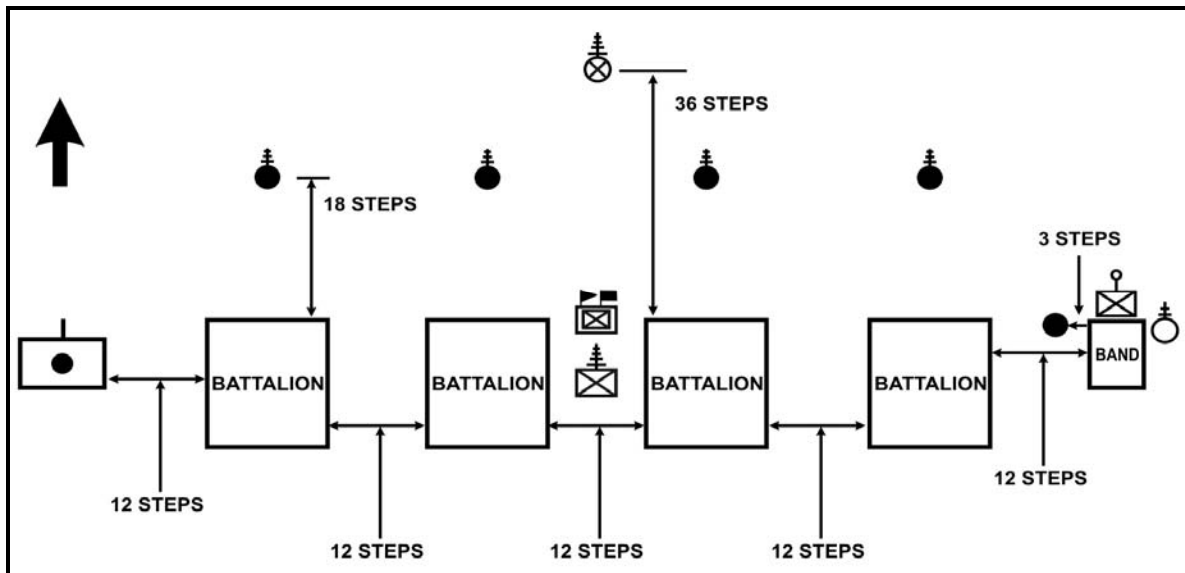 36 STEPS
18 STEPS
3 STEPS
BATTALION
BATTALION
BATTALION
BATTALION
BAND
12 STEPS
12 STEPS
12 STEPS
12 STEPS
12 STEPS